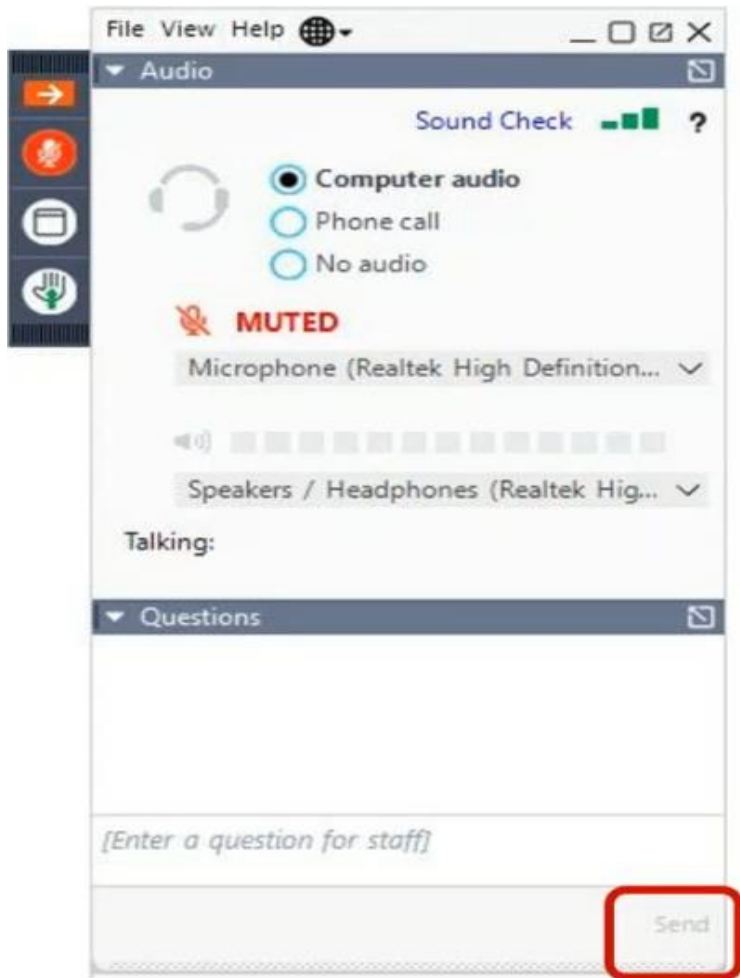 File View Help
Audio
Sound Check ?
Computer audio
Phone call
No audio
MUTED
Microphone (Realtek High Definition...
Speakers / Headphones (Realtek Hig...
Talking:
Questions
[Enter a question for staff]
Send